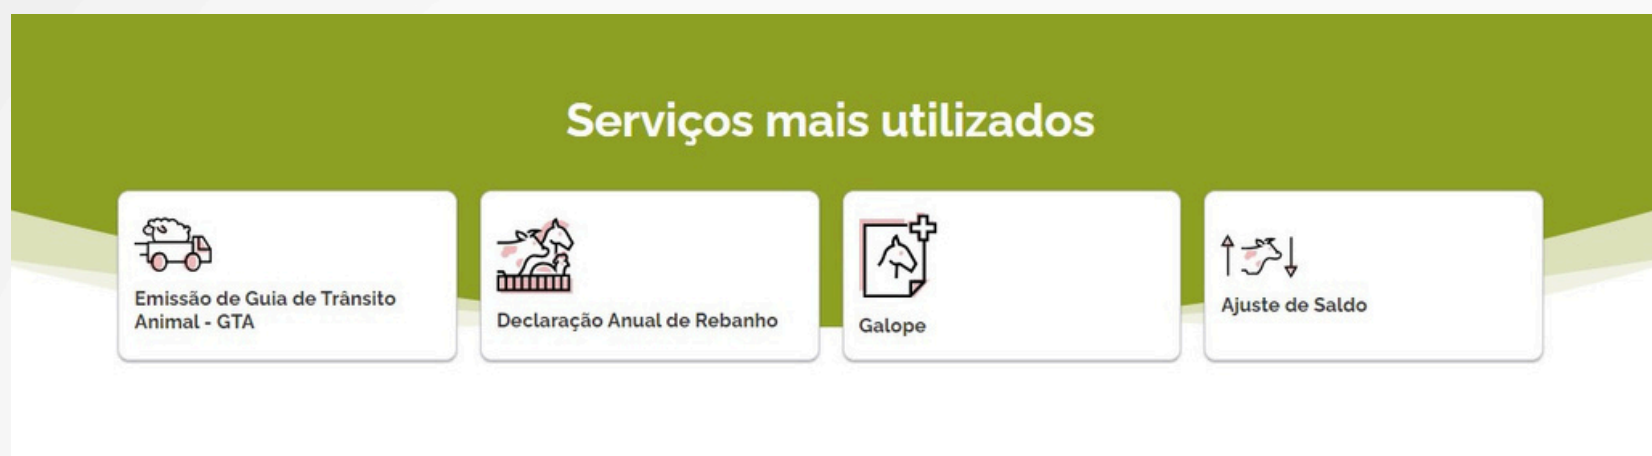 Serviços mais utilizados
Emissão de Guia de Trânsito
Animal - GTA
Declaração Anual de Rebanho
Galope
Ajuste de Saldo